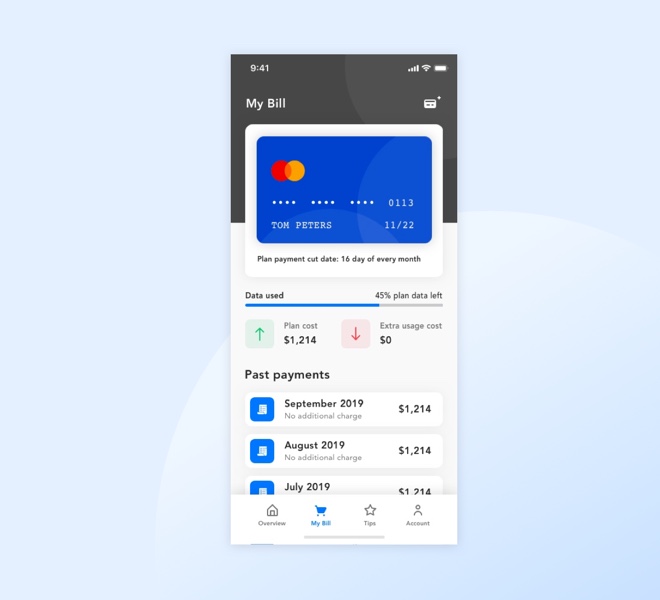 9:41
My Bill
•••• •••• •••• 0113
TOM PETERS 11/22
Plan payment cut date: 16 day of every month
Data used 45% plan data left
Plan cost Extra usage cost
$1,214 $0
Past payments
September 2019
No additional charge
$1,214
August 2019
No additional charge
$1,214
July 2019
$1,214
Overview My Bill Tips Account